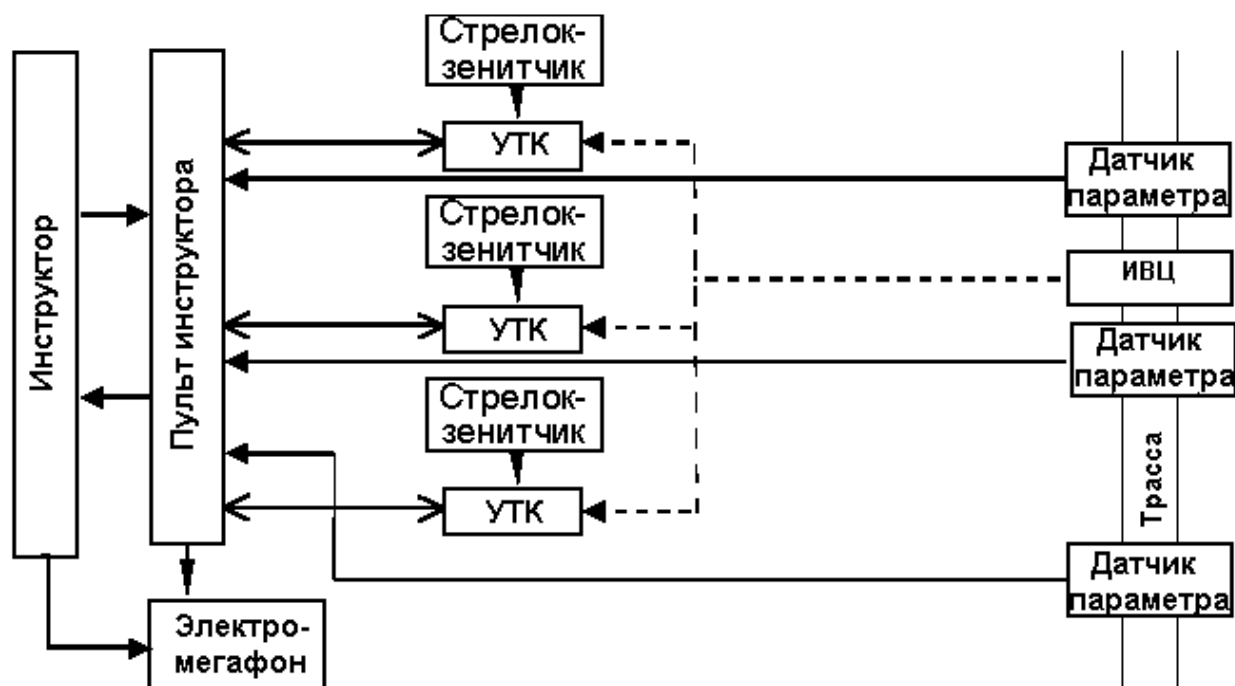 Инструктор
Пульт инструктора
Электро-
мегафон
Стрелок-
зенитчик
УТК
Стрелок-
зенитчик
УТК
Стрелок-
зенитчик
УТК
Датчик
параметра
ИВЦ
Датчик
параметра
Трасса
Датчик
параметра